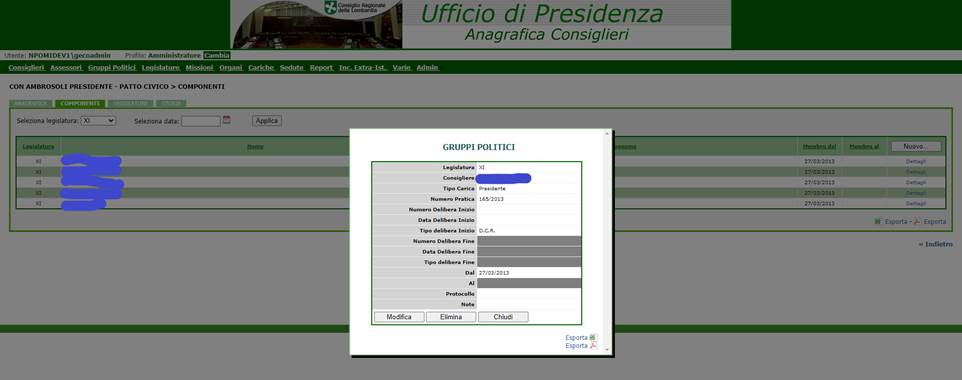 Consiglio Regionale
della Lombardia
Ufficio di Presidenza
Anagrafica Consiglieri
Utente: NPOMIDEV1\gecoadmin Profilo: Amministratore Cambia
Consiglieri Assessori Gruppi Politici Legislature Missioni Organi Cariche Sedute Report Inc. Extra-Ist. Varie Admin
CON AMBROSOLI PRESIDENTE - PATTO CIVICO > COMPONENTI
ANAGRAFICA COMPONENTI LEGISLATURE STORIA
Seleziona legislatura: XI Seleziona data: Applica
Legislatura Nome Membro dal Membro al Nuovo...
XI 27/03/2013 Dettagli
XI 27/03/2013 Dettagli
XI 27/03/2013 Dettagli
XI 27/03/2013 Dettagli
XI 27/03/2013 Dettagli
Esporta - Esporta
« Indietro
GRUPPI POLITICI
Legislatura XI
Consigliere
Tipo Carica Presidente
Numero Pratica 165/2013
Numero Delibera Inizio
Data Delibera Inizio
Tipo delibera Inizio D.C.R.
Numero Delibera Fine
Data Delibera Fine
Tipo delibera Fine
Dal 27/03/2013
Al
Protocollo
Note
Modifica Elimina Chiudi
Esporta
Esporta